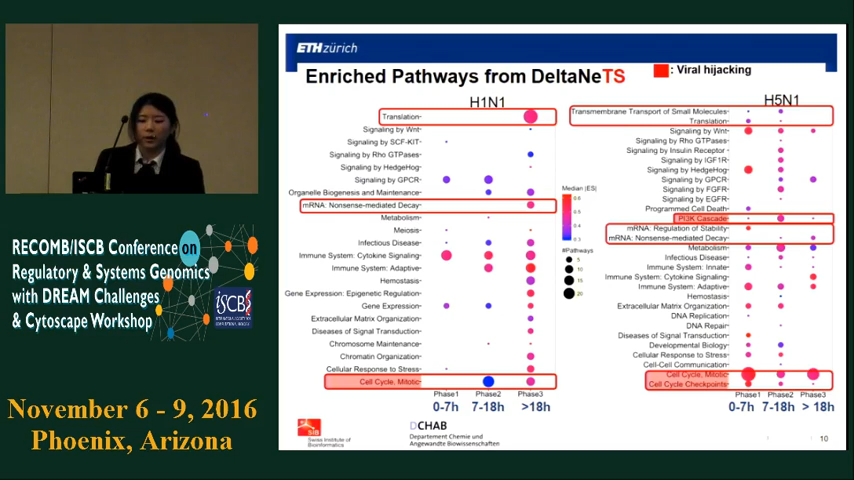 RECOMB/ISCB Conference on
Regulatory & Systems Genomics
with DREAM Challenges
& Cytoscape Workshop
ISCB
November 6 - 9, 2016
Phoenix, Arizona
ETH zürich
Enriched Pathways from DeltaNeTS
: Viral hijacking
H1N1
Translation
Signaling by Wnt
Signaling by SCF-KIT
Signaling by Rho GTPases
Signaling by HedgeHog
Signaling by GPCR
Organelle Biogenesis and Maintenance
mRNA: Nonsense-mediated Decay
Metabolism
Meiosis
Infectious Disease
Immune System: Cytokine Signaling
Immune System: Adaptive
Hemostasis
Gene Expression: Epigenetic Regulation
Gene Expression
Extracellular Matrix Organization
Diseases of Signal Transduction
Chromosome Maintenance
Chromatin Organization
Cellular Response to Stress
Cell Cycle, Mitotic
Phase1 Phase2 Phase3
0-7h 7-18h >18h
Median |ES|
0.6
0.5
0.4
0.3
#Pathways
5
10
15
20
H5N1
Transmembrane Transport of Small Molecules
Translation
Signaling by Wnt
Signaling by Rho GTPases
Signaling by Insulin Receptor
Signaling by IGF1R
Signaling by Hedgehog
Signaling by GPCR
Signaling by FGFR
Signaling by EGFR
Programmed Cell Death
PI3K Cascade
mRNA: Regulation of Stability
mRNA: Nonsense-mediated Decay
Metabolism
Infectious Disease
Immune System: Innate
Immune System: Cytokine Signaling
Immune System: Adaptive
Hemostasis
Extracellular Matrix Organization
DNA Replication
DNA Repair
Diseases of Signal Transduction
Developmental Biology
Cellular Response to Stress
Cell-Cell Communication
Cell Cycle, Mitotic
Cell Cycle Checkpoints
Phase1 Phase2 Phase3
0-7h 7-18h > 18h
SIB
Swiss Institute of
Bioinformatics
DCHAB
Departement Chemie und
Angewandte Biowissenschaften
10